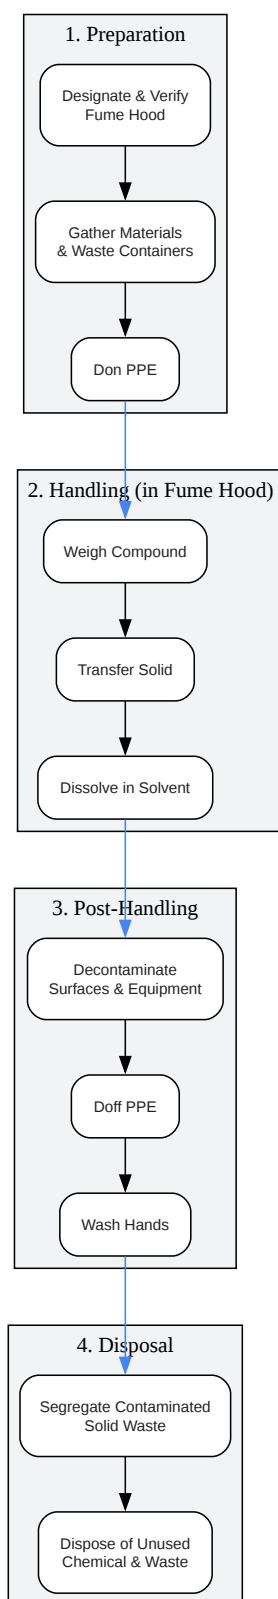 1. Preparation
Designate & Verify
Fume Hood
Gather Materials
& Waste Containers
Don PPE
2. Handling (in Fume Hood)
Weigh Compound
Transfer Solid
Dissolve in Solvent
3. Post-Handling
Decontaminate
Surfaces & Equipment
Doff PPE
Wash Hands
4. Disposal
Segregate Contaminated
Solid Waste
Dispose of Unused
Chemical & Waste